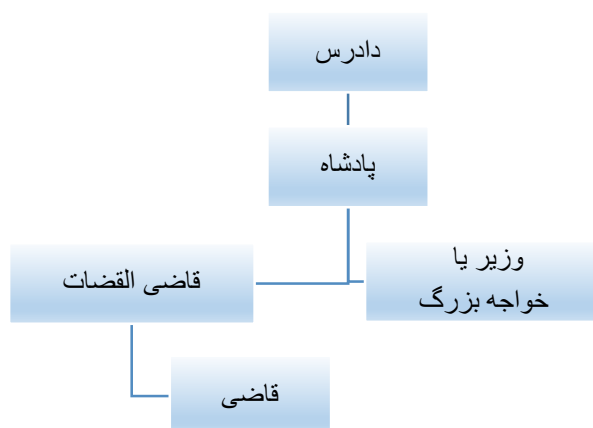 دادرس
پادشاه
وزیر یا
خواجه بزرگ
قاضی القضات
قاضی